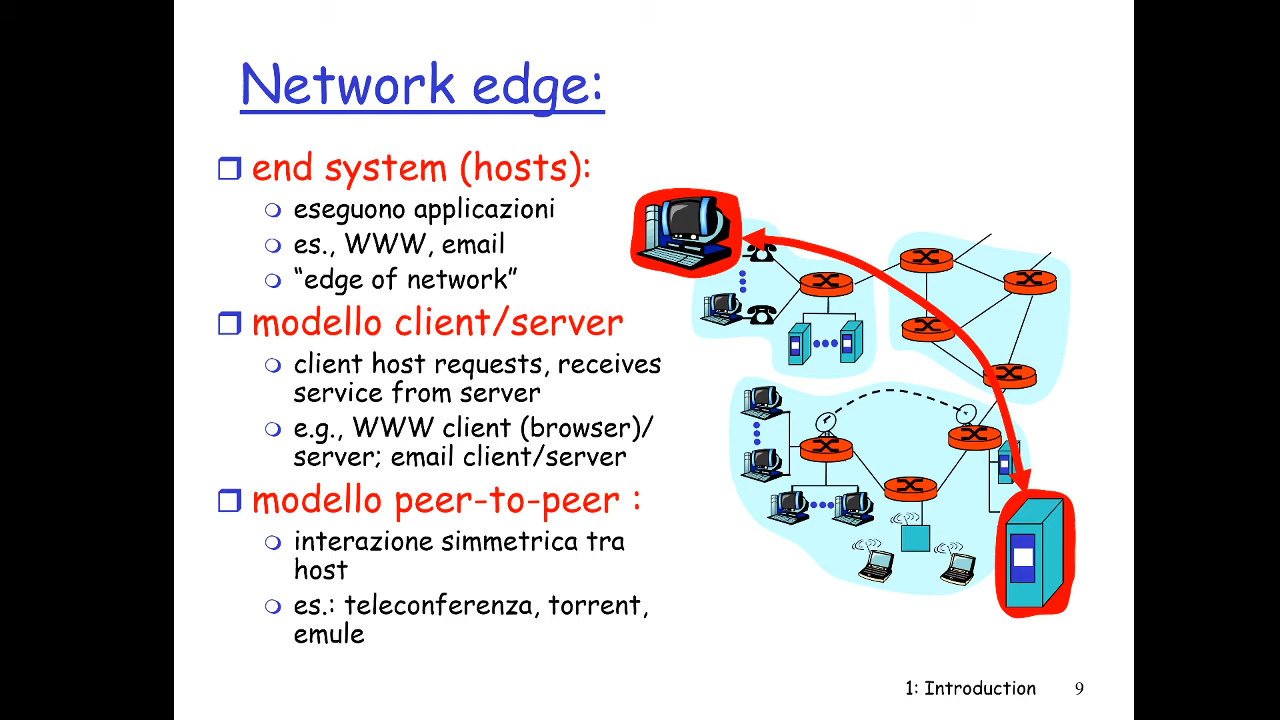 Network edge:
end system (hosts):
eseguono applicazioni
es., WWW, email
“edge of network”
modello client/server
client host requests, receives
service from server
e.g., WWW client (browser)/
server; email client/server
modello peer-to-peer :
interazione simmetrica tra
host
es.: teleconferenza, torrent,
emule
1: Introduction 9